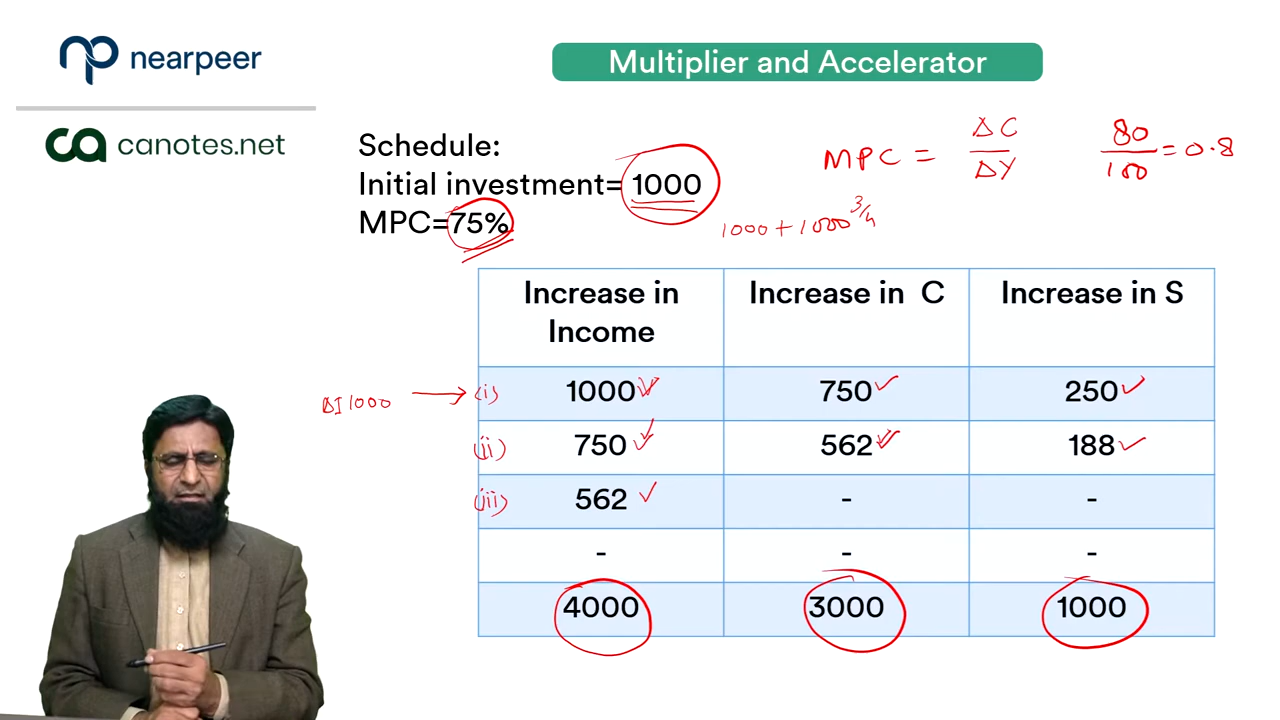 nearpeer
Multiplier and Accelerator
canotes.net
Schedule:
Initial investment= 1000
MPC=75%
MPC = ΔC/ΔY
80/100 = 0.8
1000 + 1000 3/4
Increase in Income
Increase in C
Increase in S
ΔI 1000
(i) 1000 750 250
(ii) 750 562 188
(iii) 562 - -
- - -
4000 3000 1000